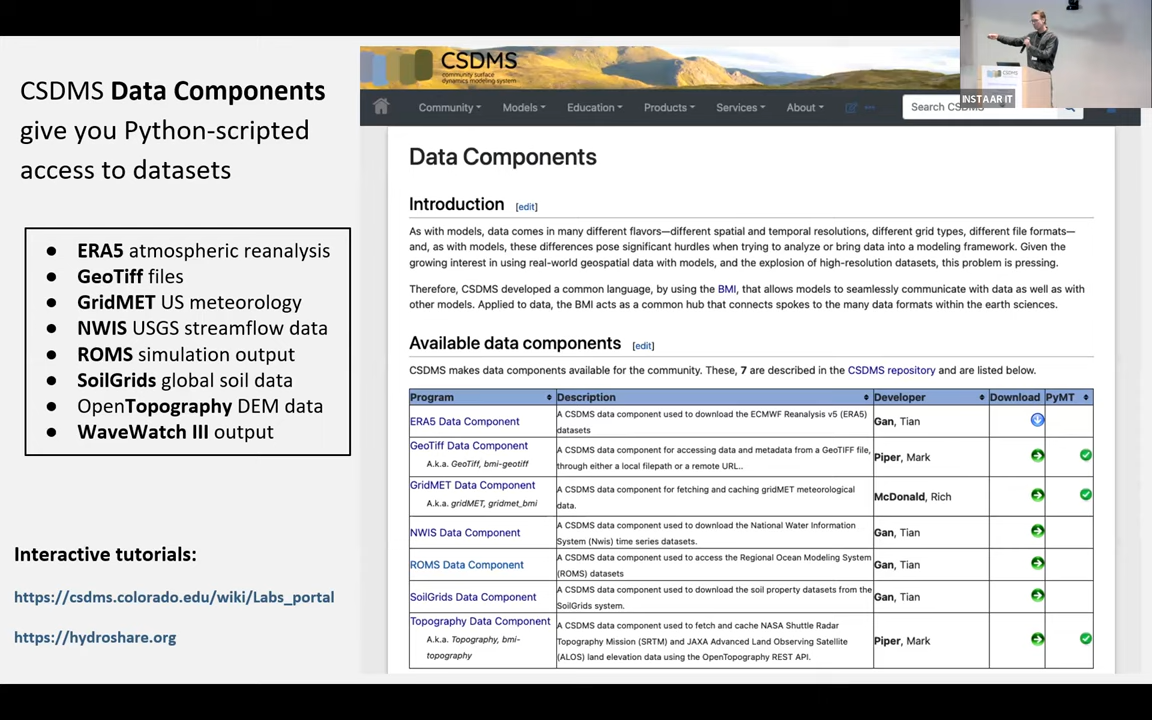 CSDMS Data Components
give you Python-scripted
access to datasets
● ERA5 atmospheric reanalysis
● GeoTiff files
● GridMET US meteorology
● NWIS USGS streamflow data
● ROMS simulation output
● SoilGrids global soil data
● OpenTopography DEM data
● WaveWatch III output
Interactive tutorials:
https://csdms.colorado.edu/wiki/Labs_portal
https://hydroshare.org
CSDMS
community surface
dynamics modeling system
Community Models Education Products Services About Search CSDMS
INSTAAR IT
CSDMS
Data Components
Introduction [edit]
As with models, data comes in many different flavors—different spatial and temporal resolutions, different grid types, different file formats—
and, as with models, these differences pose significant hurdles when trying to analyze or bring data into a modeling framework. Given the
growing interest in using real-world geospatial data with models, and the explosion of high-resolution datasets, this problem is pressing.
Therefore, CSDMS developed a common language, by using the BMI, that allows models to seamlessly communicate with data as well as with
other models. Applied to data, the BMI acts as a common hub that connects spokes to the many data formats within the earth sciences.
Available data components [edit]
CSDMS makes data components available for the community. These, 7 are described in the CSDMS repository and are listed below.
Program Description Developer Download PyMT
ERA5 Data Component A CSDMS data component used to download the ECMWF Reanalysis v5 (ERA5)
datasets Gan, Tian
GeoTiff Data Component
A.k.a. GeoTiff, bmi-geotiff A CSDMS data component for accessing data and metadata from a GeoTIFF file,
through either a local filepath or a remote URL.. Piper, Mark
GridMET Data Component
A.k.a. gridMET, gridmet_bmi A CSDMS data component for fetching and caching gridMET meteorological
data. McDonald, Rich
NWIS Data Component A CSDMS data component used to download the National Water Information
System (Nwis) time series datasets. Gan, Tian
ROMS Data Component A CSDMS data component used to access the Regional Ocean Modeling System
(ROMS) datasets Gan, Tian
SoilGrids Data Component A CSDMS data component used to download the soil property datasets from the
SoilGrids system. Gan, Tian
Topography Data Component
A.k.a. Topography, bmi-
topography A CSDMS data component used to fetch and cache NASA Shuttle Radar
Topography Mission (SRTM) and JAXA Advanced Land Observing Satellite
(ALOS) land elevation data using the OpenTopography REST API. Piper, Mark